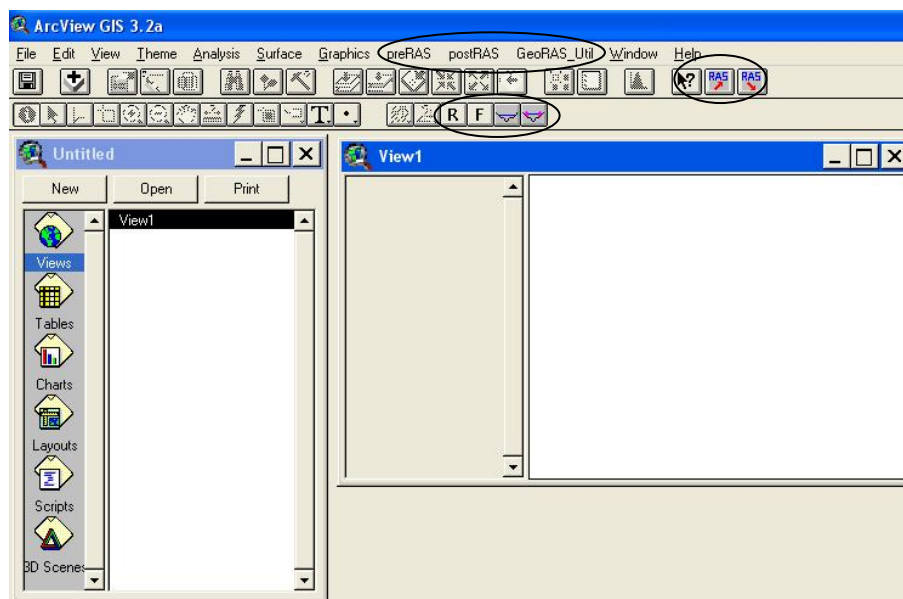 ArcView GIS 3.2a
File Edit View Theme Analysis Surface Graphics preRAS postRAS GeoRAS_Util Window Help
RAS RAS
T R F
Untitled
View1
New Open Print
View1
Views
Tables
Charts
Layouts
Scripts
3D Scenes